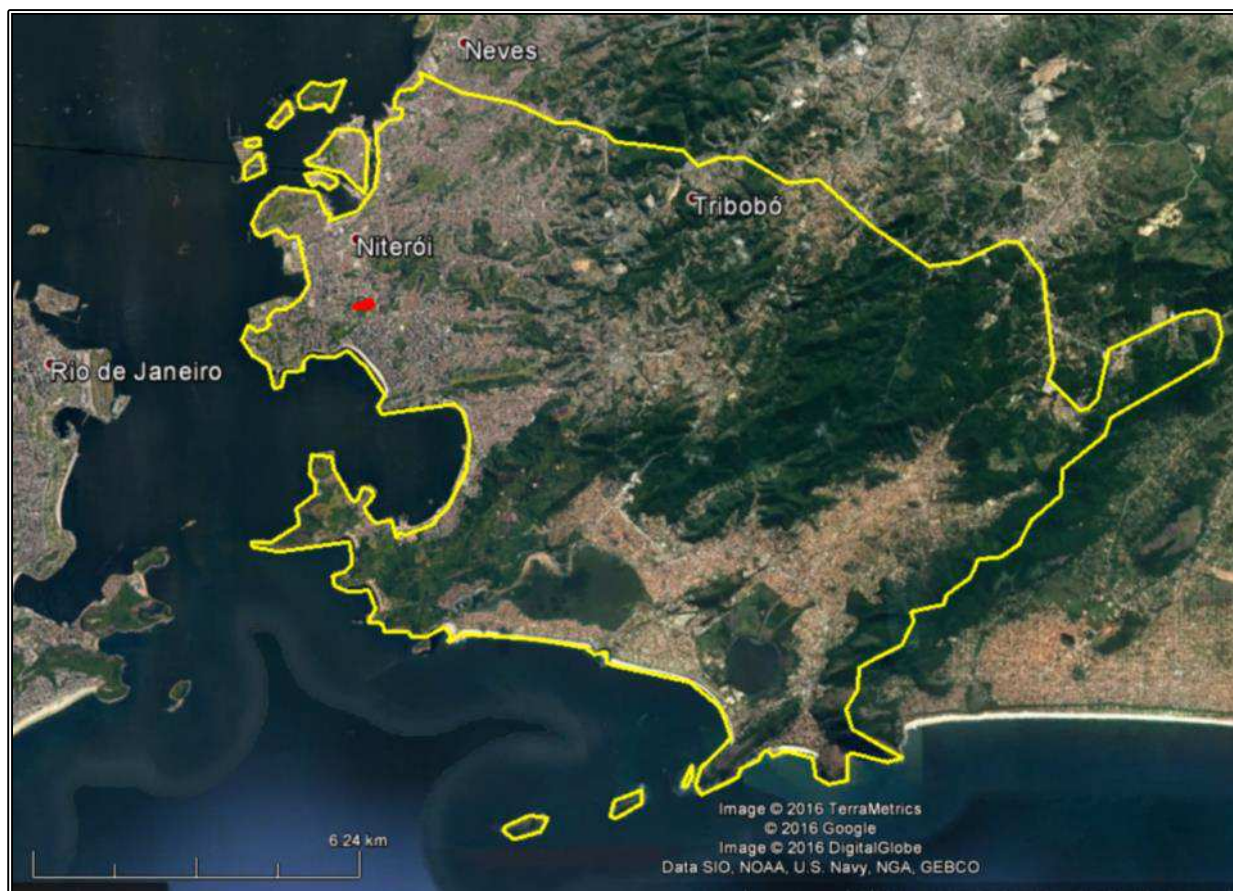 Neves
Tribobó
Niterói
Rio de Janeiro
6.24 km
Image © 2016 TerraMetrics
© 2016 Google
Image © 2016 DigitalGlobe
Data SIO, NOAA, U.S. Navy, NGA, GEBCO